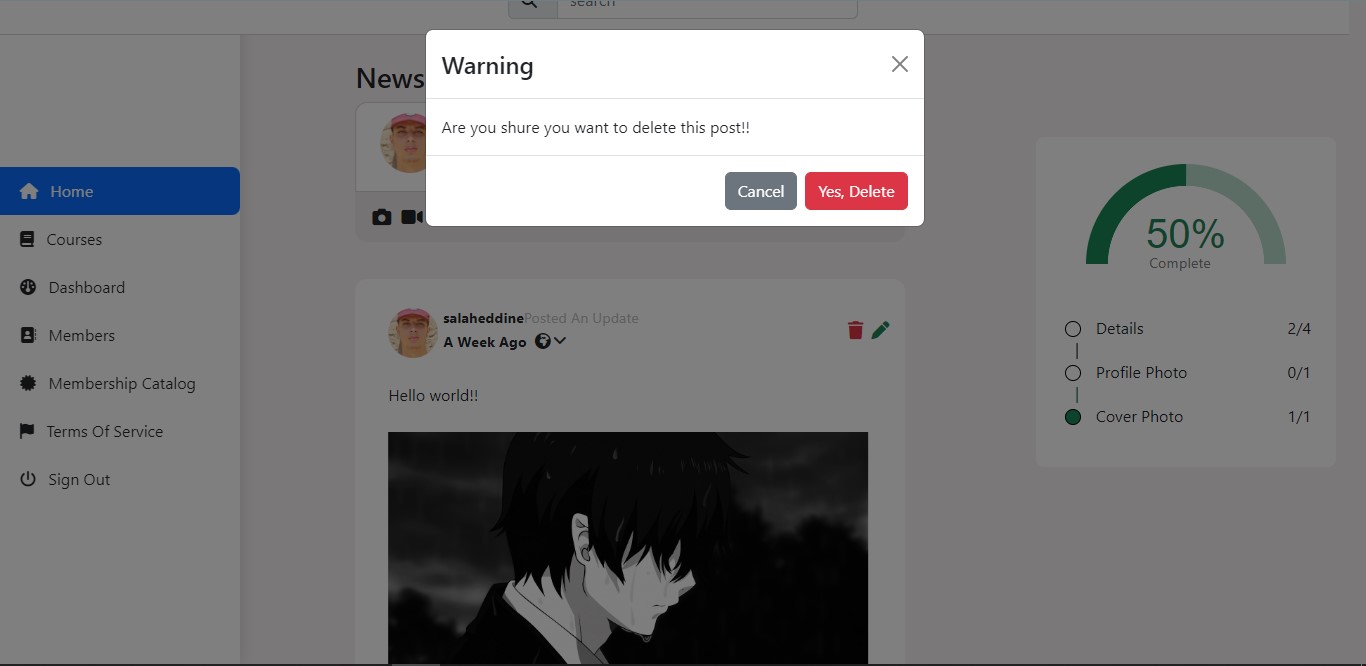 search
Warning
Are you shure you want to delete this post!!
Cancel
Yes, Delete
News
Home
Courses
Dashboard
Members
Membership Catalog
Terms Of Service
Sign Out
salaheddinePosted An Update
A Week Ago
Hello world!!
50%
Complete
Details 2/4
Profile Photo 0/1
Cover Photo 1/1